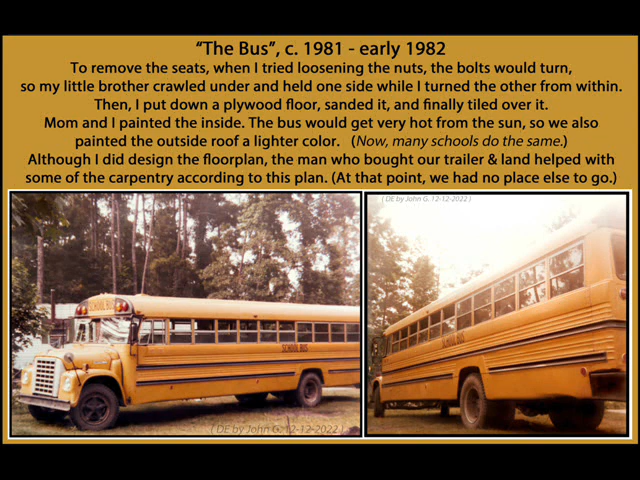 “The Bus”, c. 1981 - early 1982
To remove the seats, when I tried loosening the nuts, the bolts would turn,
so my little brother crawled under and held one side while I turned the other from within.
Then, I put down a plywood floor, sanded it, and finally tiled over it.
Mom and I painted the inside. The bus would get very hot from the sun, so we also
painted the outside roof a lighter color.   (Now, many schools do the same.)
Although I did design the floorplan, the man who bought our trailer & land helped with
some of the carpentry according to this plan. (At that point, we had no place else to go.)
( DE by John G. 12-12-2022 )
SCHOOL BUS
SCHOOL BUS
( DE by John G. 12-12-2022 )